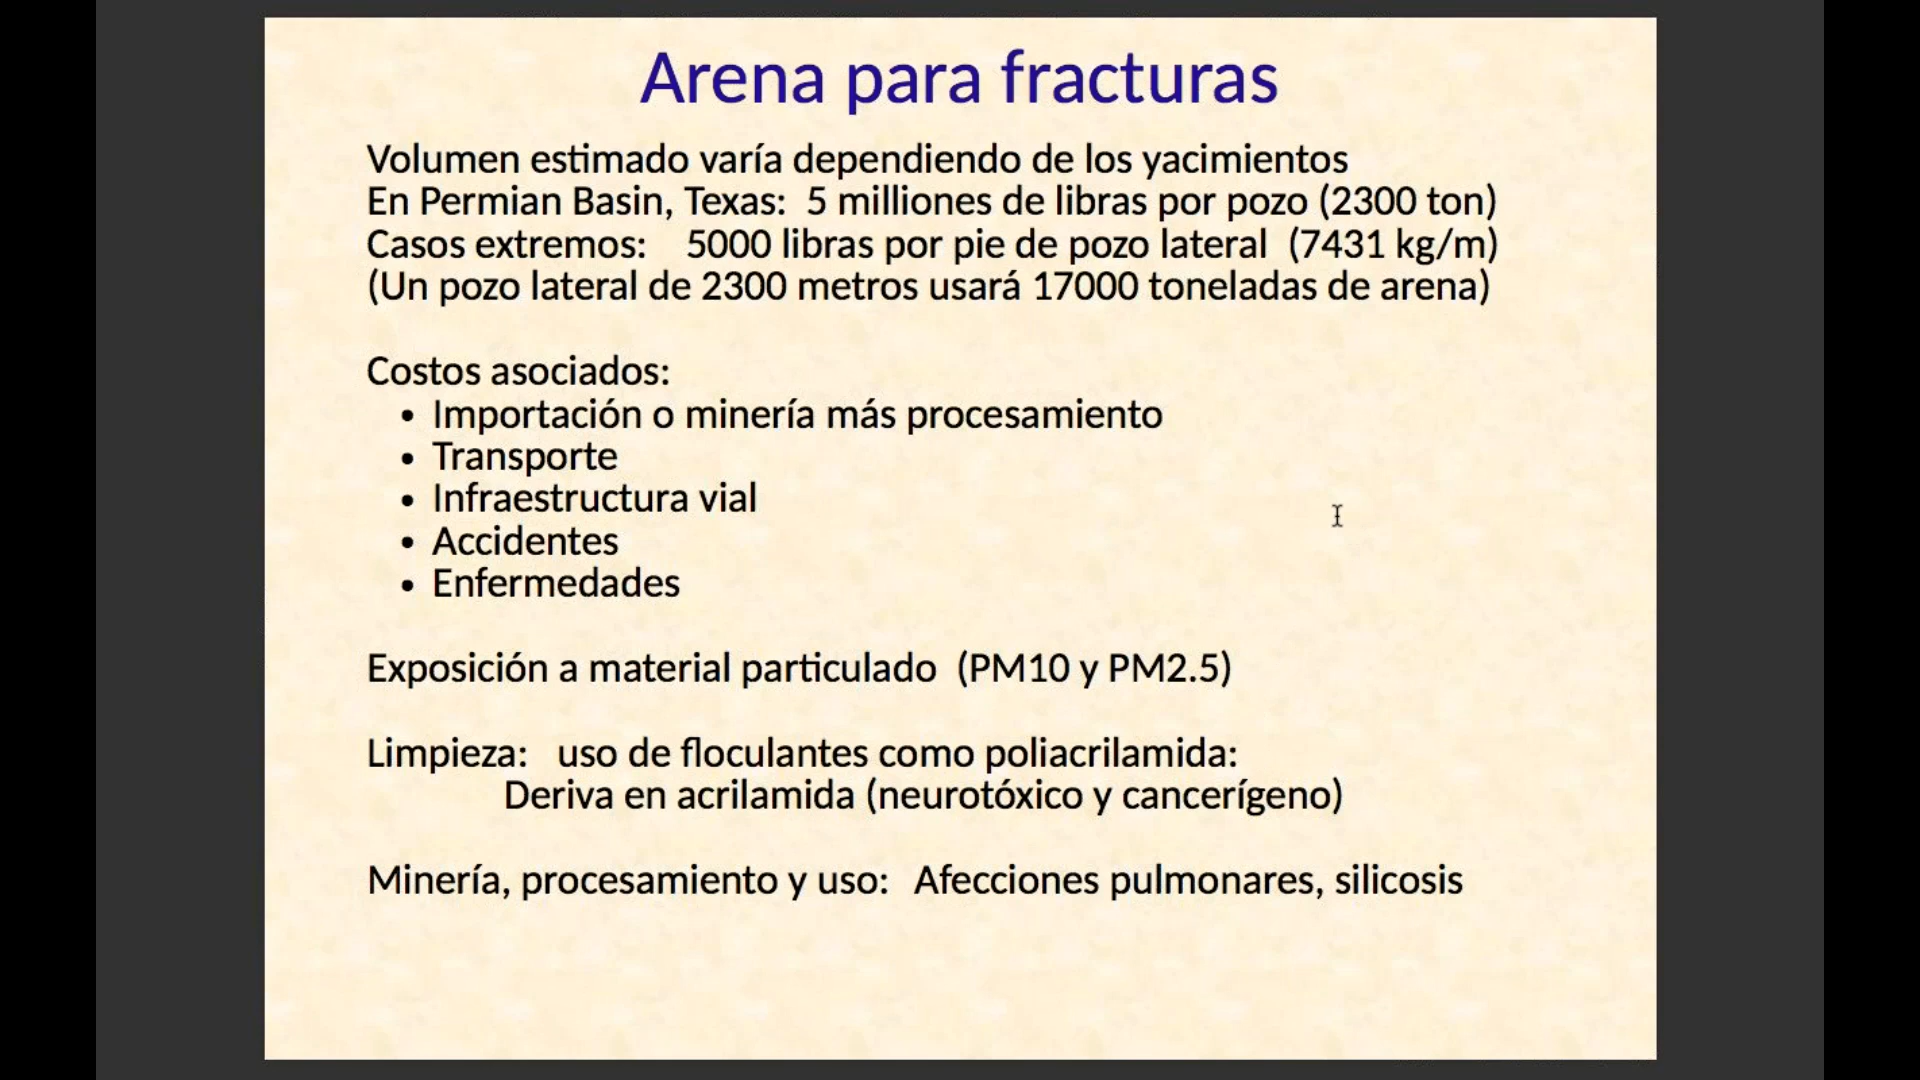 Arena para fracturas
Volumen estimado varía dependiendo de los yacimientos
En Permian Basin, Texas: 5 milliones de libras por pozo (2300 ton)
Casos extremos: 5000 libras por pie de pozo lateral (7431 kg/m)
(Un pozo lateral de 2300 metros usará 17000 toneladas de arena)
Costos asociados:
• Importación o minería más procesamiento
• Transporte
• Infraestructura vial
• Accidentes
• Enfermedades
Exposición a material particulado (PM10 y PM2.5)
Limpieza: uso de floculantes como poliacrilamida:
Deriva en acrilamida (neurotóxico y cancerígeno)
Minería, procesamiento y uso: Afecciones pulmonares, silicosis